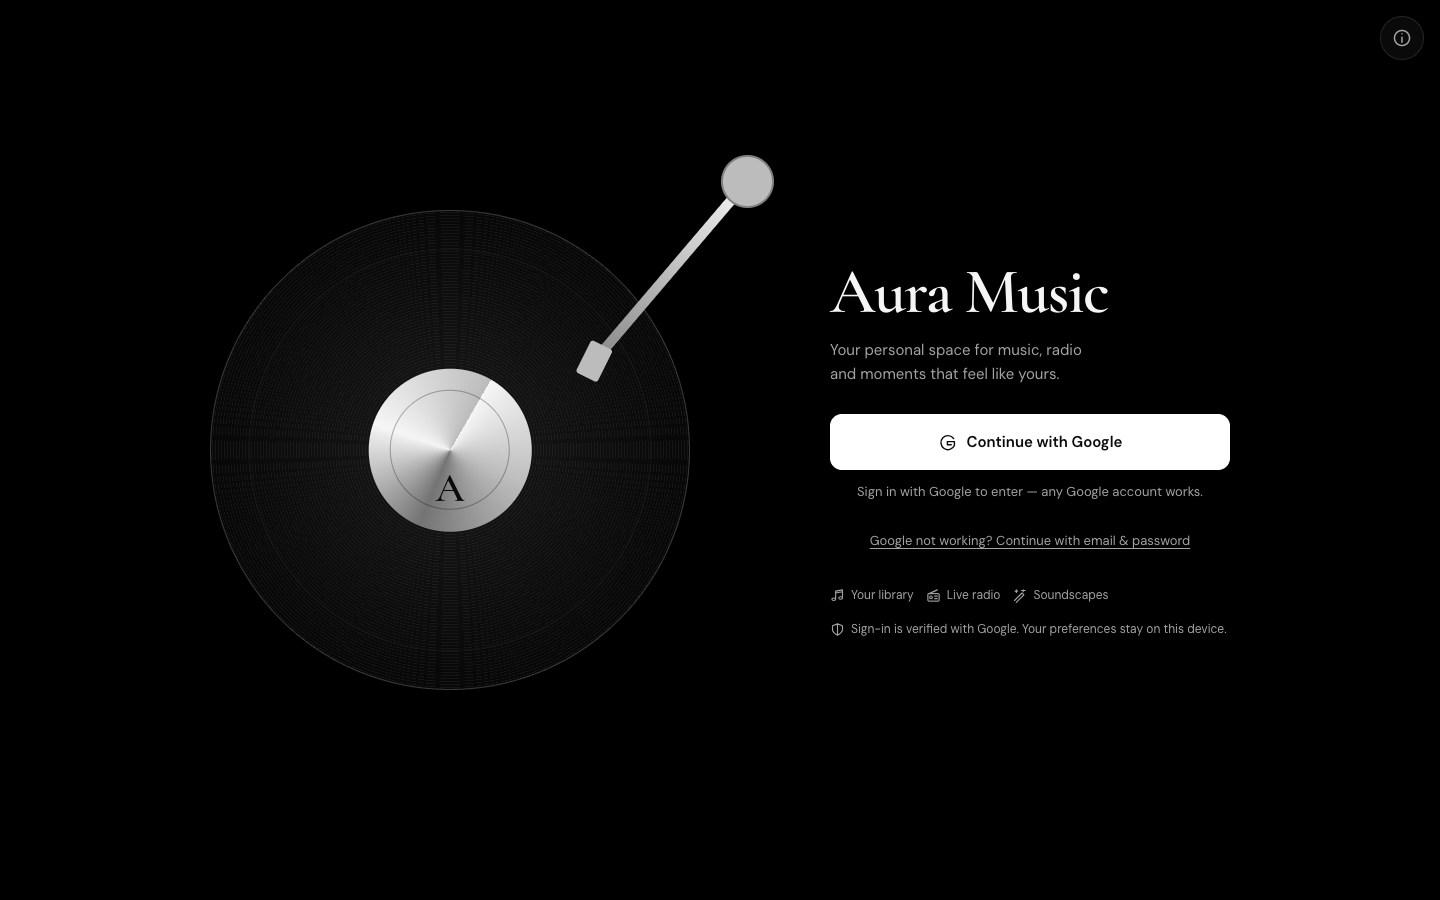 A
Aura Music
Your personal space for music, radio
and moments that feel like yours.
Continue with Google
Sign in with Google to enter — any Google account works.
Google not working? Continue with email & password
Your library Live radio Soundscapes
Sign-in is verified with Google. Your preferences stay on this device.